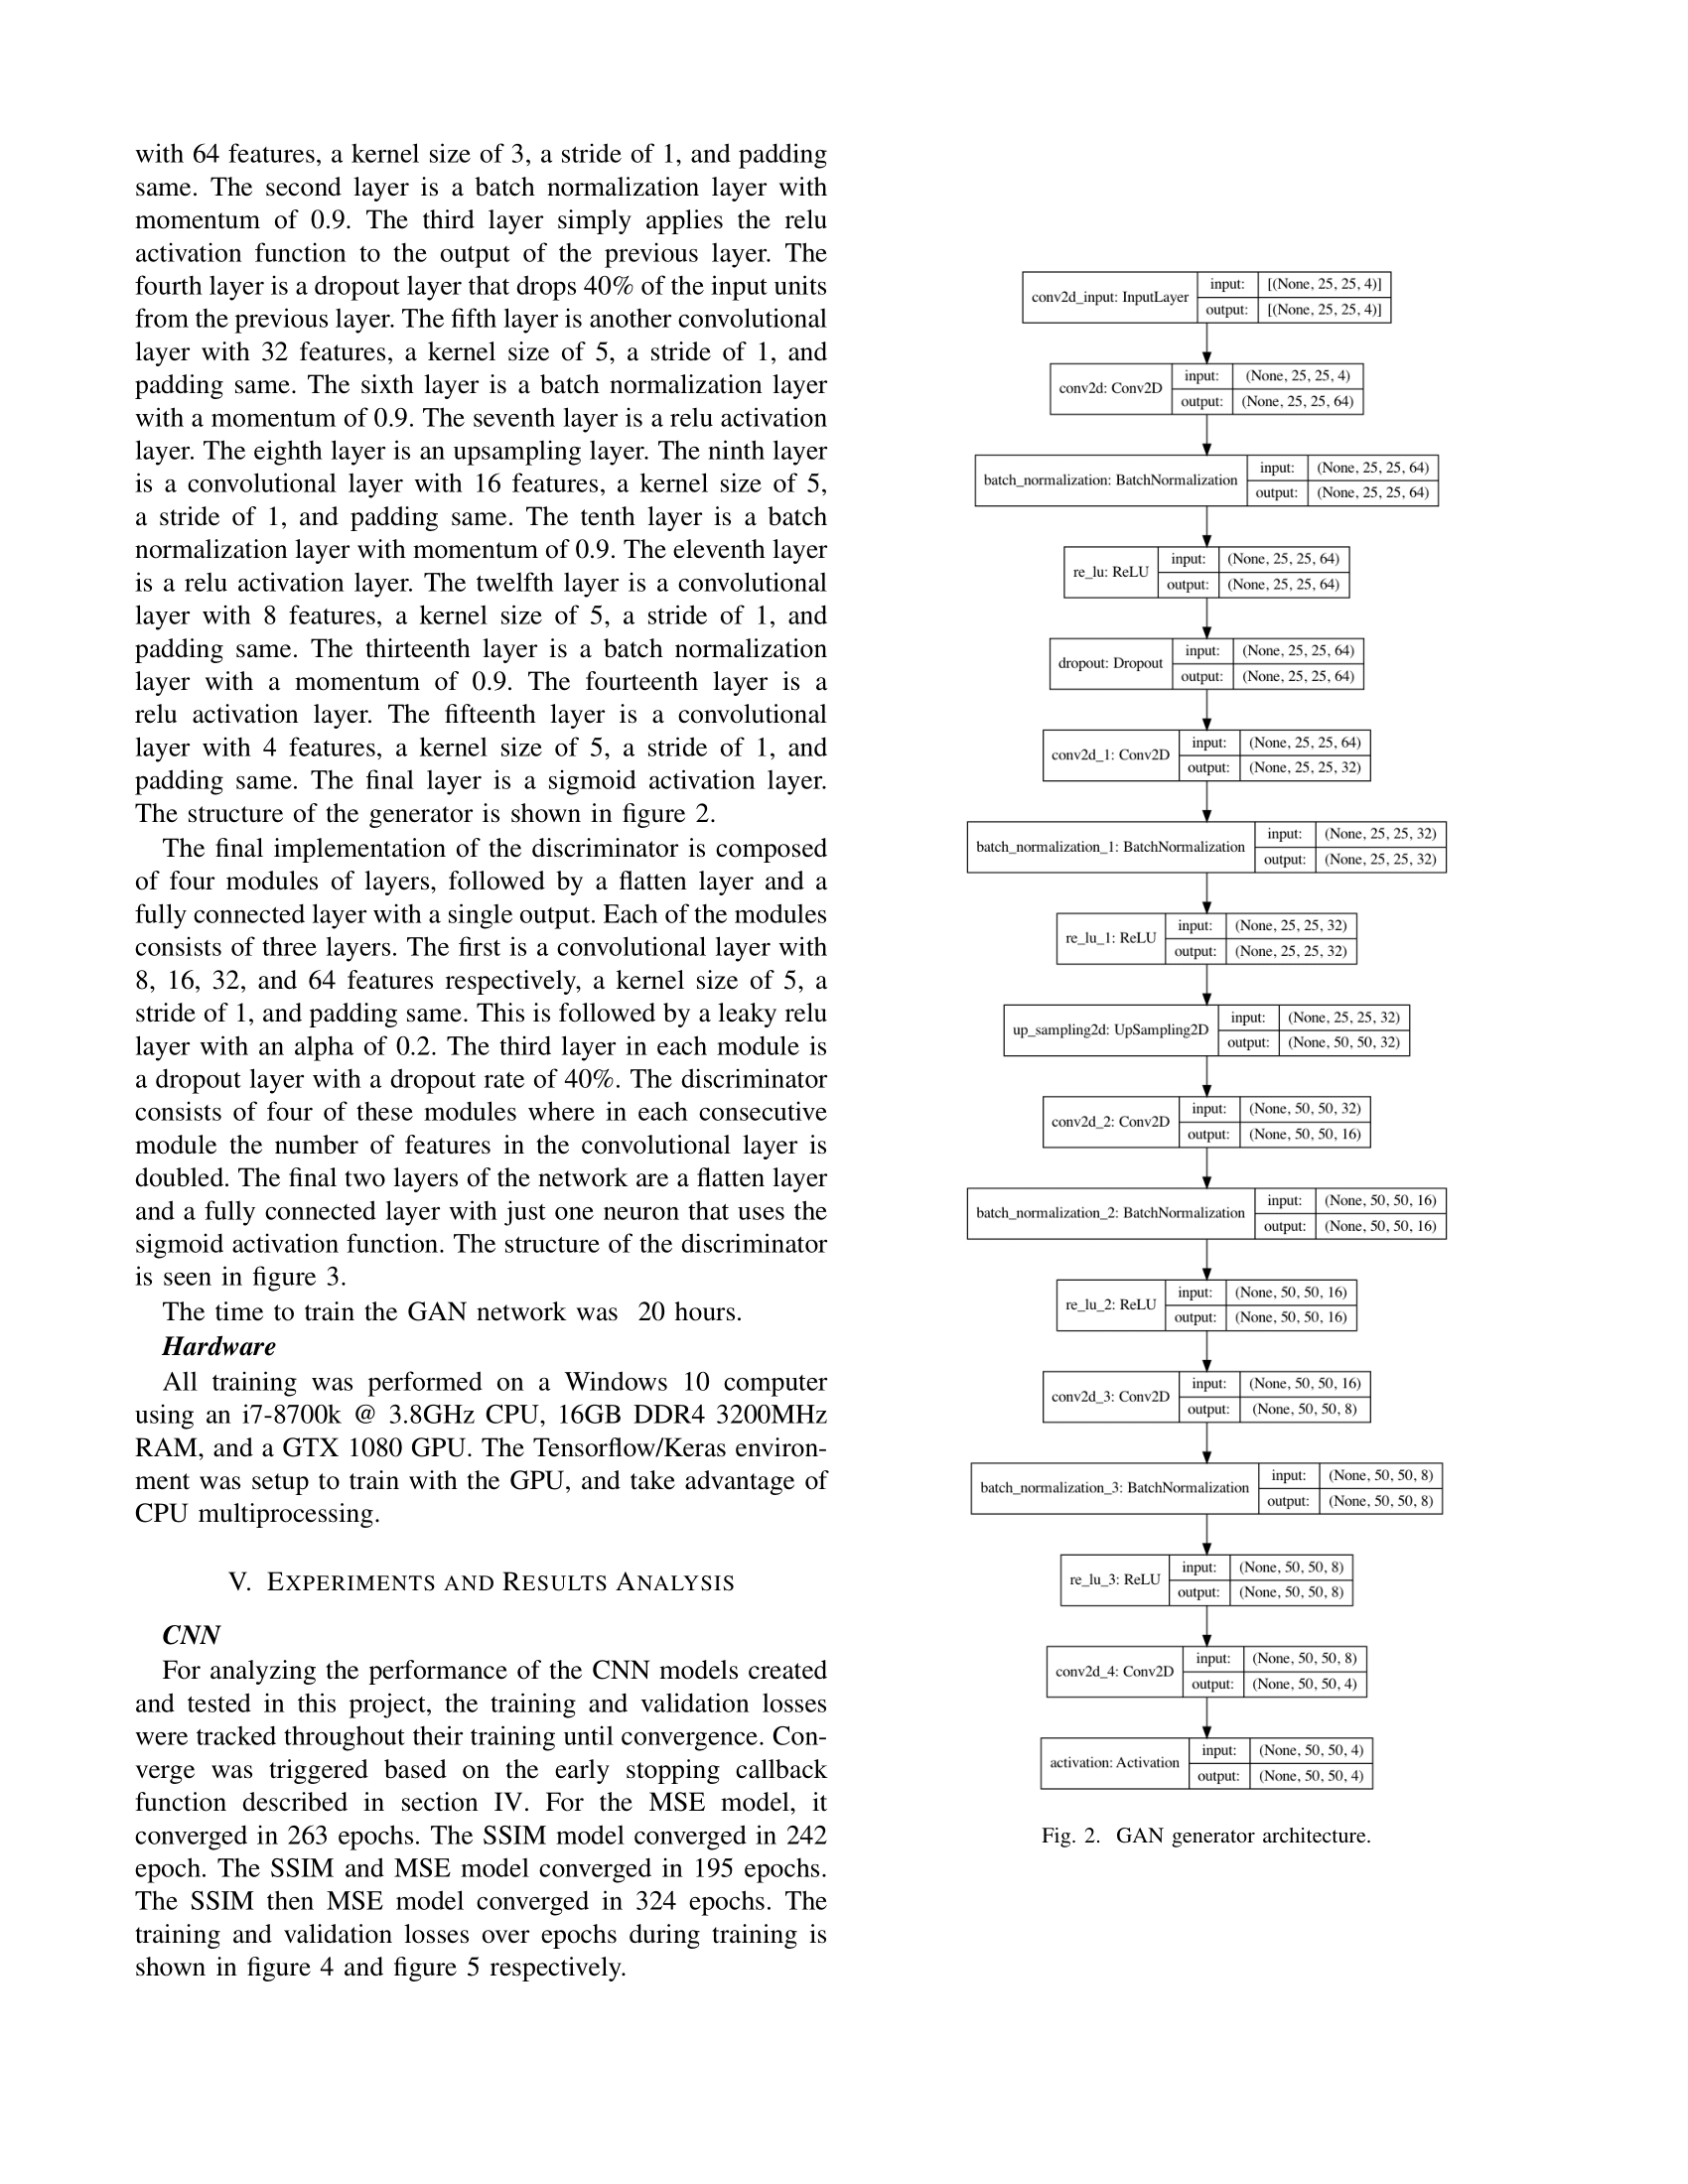 with 64 features, a kernel size of 3, a stride of 1, and padding
same. The second layer is a batch normalization layer with
momentum of 0.9. The third layer simply applies the relu
activation function to the output of the previous layer. The
fourth layer is a dropout layer that drops 40% of the input units
from the previous layer. The fifth layer is another convolutional
layer with 32 features, a kernel size of 5, a stride of 1, and
padding same. The sixth layer is a batch normalization layer
with a momentum of 0.9. The seventh layer is a relu activation
layer. The eighth layer is an upsampling layer. The ninth layer
is a convolutional layer with 16 features, a kernel size of 5,
a stride of 1, and padding same. The tenth layer is a batch
normalization layer with momentum of 0.9. The eleventh layer
is a relu activation layer. The twelfth layer is a convolutional
layer with 8 features, a kernel size of 5, a stride of 1, and
padding same. The thirteenth layer is a batch normalization
layer with a momentum of 0.9. The fourteenth layer is a
relu activation layer. The fifteenth layer is a convolutional
layer with 4 features, a kernel size of 5, a stride of 1, and
padding same. The final layer is a sigmoid activation layer.
The structure of the generator is shown in figure 2.
The final implementation of the discriminator is composed
of four modules of layers, followed by a flatten layer and a
fully connected layer with a single output. Each of the modules
consists of three layers. The first is a convolutional layer with
8, 16, 32, and 64 features respectively, a kernel size of 5, a
stride of 1, and padding same. This is followed by a leaky relu
layer with an alpha of 0.2. The third layer in each module is
a dropout layer with a dropout rate of 40%. The discriminator
consists of four of these modules where in each consecutive
module the number of features in the convolutional layer is
doubled. The final two layers of the network are a flatten layer
and a fully connected layer with just one neuron that uses the
sigmoid activation function. The structure of the discriminator
is seen in figure 3.
The time to train the GAN network was 20 hours.
Hardware
All training was performed on a Windows 10 computer
using an i7-8700k @ 3.8GHz CPU, 16GB DDR4 3200MHz
RAM, and a GTX 1080 GPU. The Tensorflow/Keras environ-
ment was setup to train with the GPU, and take advantage of
CPU multiprocessing.
V. EXPERIMENTS AND RESULTS ANALYSIS
CNN
For analyzing the performance of the CNN models created
and tested in this project, the training and validation losses
were tracked throughout their training until convergence. Con-
verge was triggered based on the early stopping callback
function described in section IV. For the MSE model, it
converged in 263 epochs. The SSIM model converged in 242
epoch. The SSIM and MSE model converged in 195 epochs.
The SSIM then MSE model converged in 324 epochs. The
training and validation losses over epochs during training is
shown in figure 4 and figure 5 respectively.
conv2d_input: InputLayer input: [(None, 25, 25, 4)]
output: [(None, 25, 25, 4)]
conv2d: Conv2D input: (None, 25, 25, 4)
output: (None, 25, 25, 64)
batch_normalization: BatchNormalization input: (None, 25, 25, 64)
output: (None, 25, 25, 64)
re_lu: ReLU input: (None, 25, 25, 64)
output: (None, 25, 25, 64)
dropout: Dropout input: (None, 25, 25, 64)
output: (None, 25, 25, 64)
conv2d_1: Conv2D input: (None, 25, 25, 64)
output: (None, 25, 25, 32)
batch_normalization_1: BatchNormalization input: (None, 25, 25, 32)
output: (None, 25, 25, 32)
re_lu_1: ReLU input: (None, 25, 25, 32)
output: (None, 25, 25, 32)
up_sampling2d: UpSampling2D input: (None, 25, 25, 32)
output: (None, 50, 50, 32)
conv2d_2: Conv2D input: (None, 50, 50, 32)
output: (None, 50, 50, 16)
batch_normalization_2: BatchNormalization input: (None, 50, 50, 16)
output: (None, 50, 50, 16)
re_lu_2: ReLU input: (None, 50, 50, 16)
output: (None, 50, 50, 16)
conv2d_3: Conv2D input: (None, 50, 50, 16)
output: (None, 50, 50, 8)
batch_normalization_3: BatchNormalization input: (None, 50, 50, 8)
output: (None, 50, 50, 8)
re_lu_3: ReLU input: (None, 50, 50, 8)
output: (None, 50, 50, 8)
conv2d_4: Conv2D input: (None, 50, 50, 8)
output: (None, 50, 50, 4)
activation: Activation input: (None, 50, 50, 4)
output: (None, 50, 50, 4)
Fig. 2. GAN generator architecture.